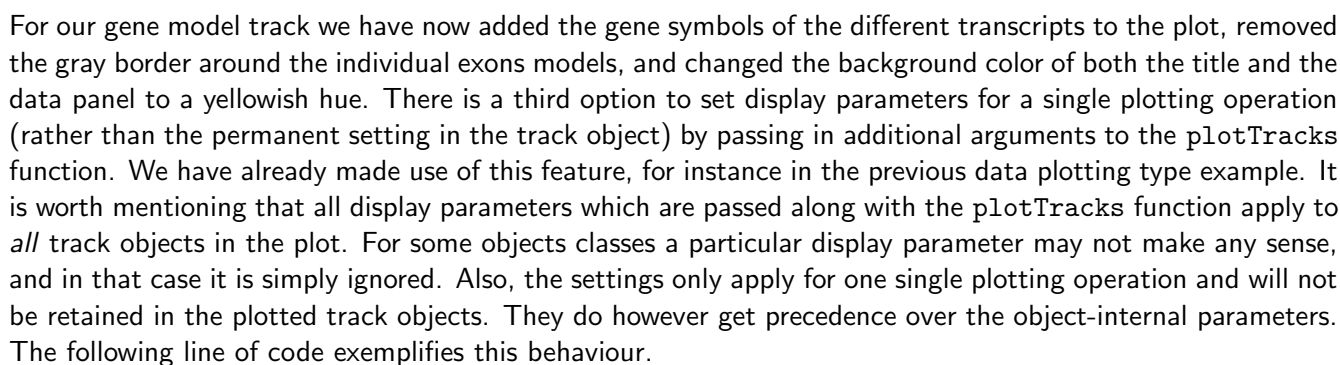 For our gene model track we have now added the gene symbols of the different transcripts to the plot, removed
the gray border around the individual exons models, and changed the background color of both the title and the
data panel to a yellowish hue. There is a third option to set display parameters for a single plotting operation
(rather than the permanent setting in the track object) by passing in additional arguments to the plotTracks
function. We have already made use of this feature, for instance in the previous data plotting type example. It
is worth mentioning that all display parameters which are passed along with the plotTracks function apply to
all track objects in the plot. For some objects classes a particular display parameter may not make any sense,
and in that case it is simply ignored. Also, the settings only apply for one single plotting operation and will not
be retained in the plotted track objects. They do however get precedence over the object-internal parameters.
The following line of code exemplifies this behaviour.